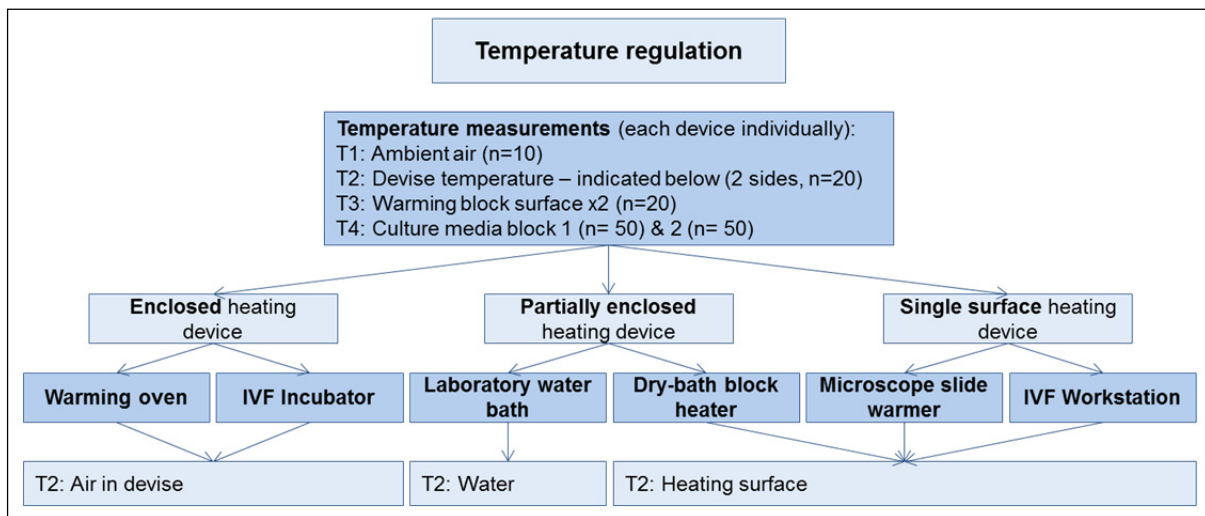 Temperature regulation
Temperature measurements (each device individually):
T1: Ambient air (n=10)
T2: Devise temperature – indicated below (2 sides, n=20)
T3: Warming block surface x2 (n=20)
T4: Culture media block 1 (n= 50) & 2 (n= 50)
Enclosed heating
device
Partially enclosed
heating device
Single surface heating
device
Warming oven
IVF Incubator
Laboratory water
bath
Dry-bath block
heater
Microscope slide
warmer
IVF Workstation
T2: Air in devise
T2: Water
T2: Heating surface